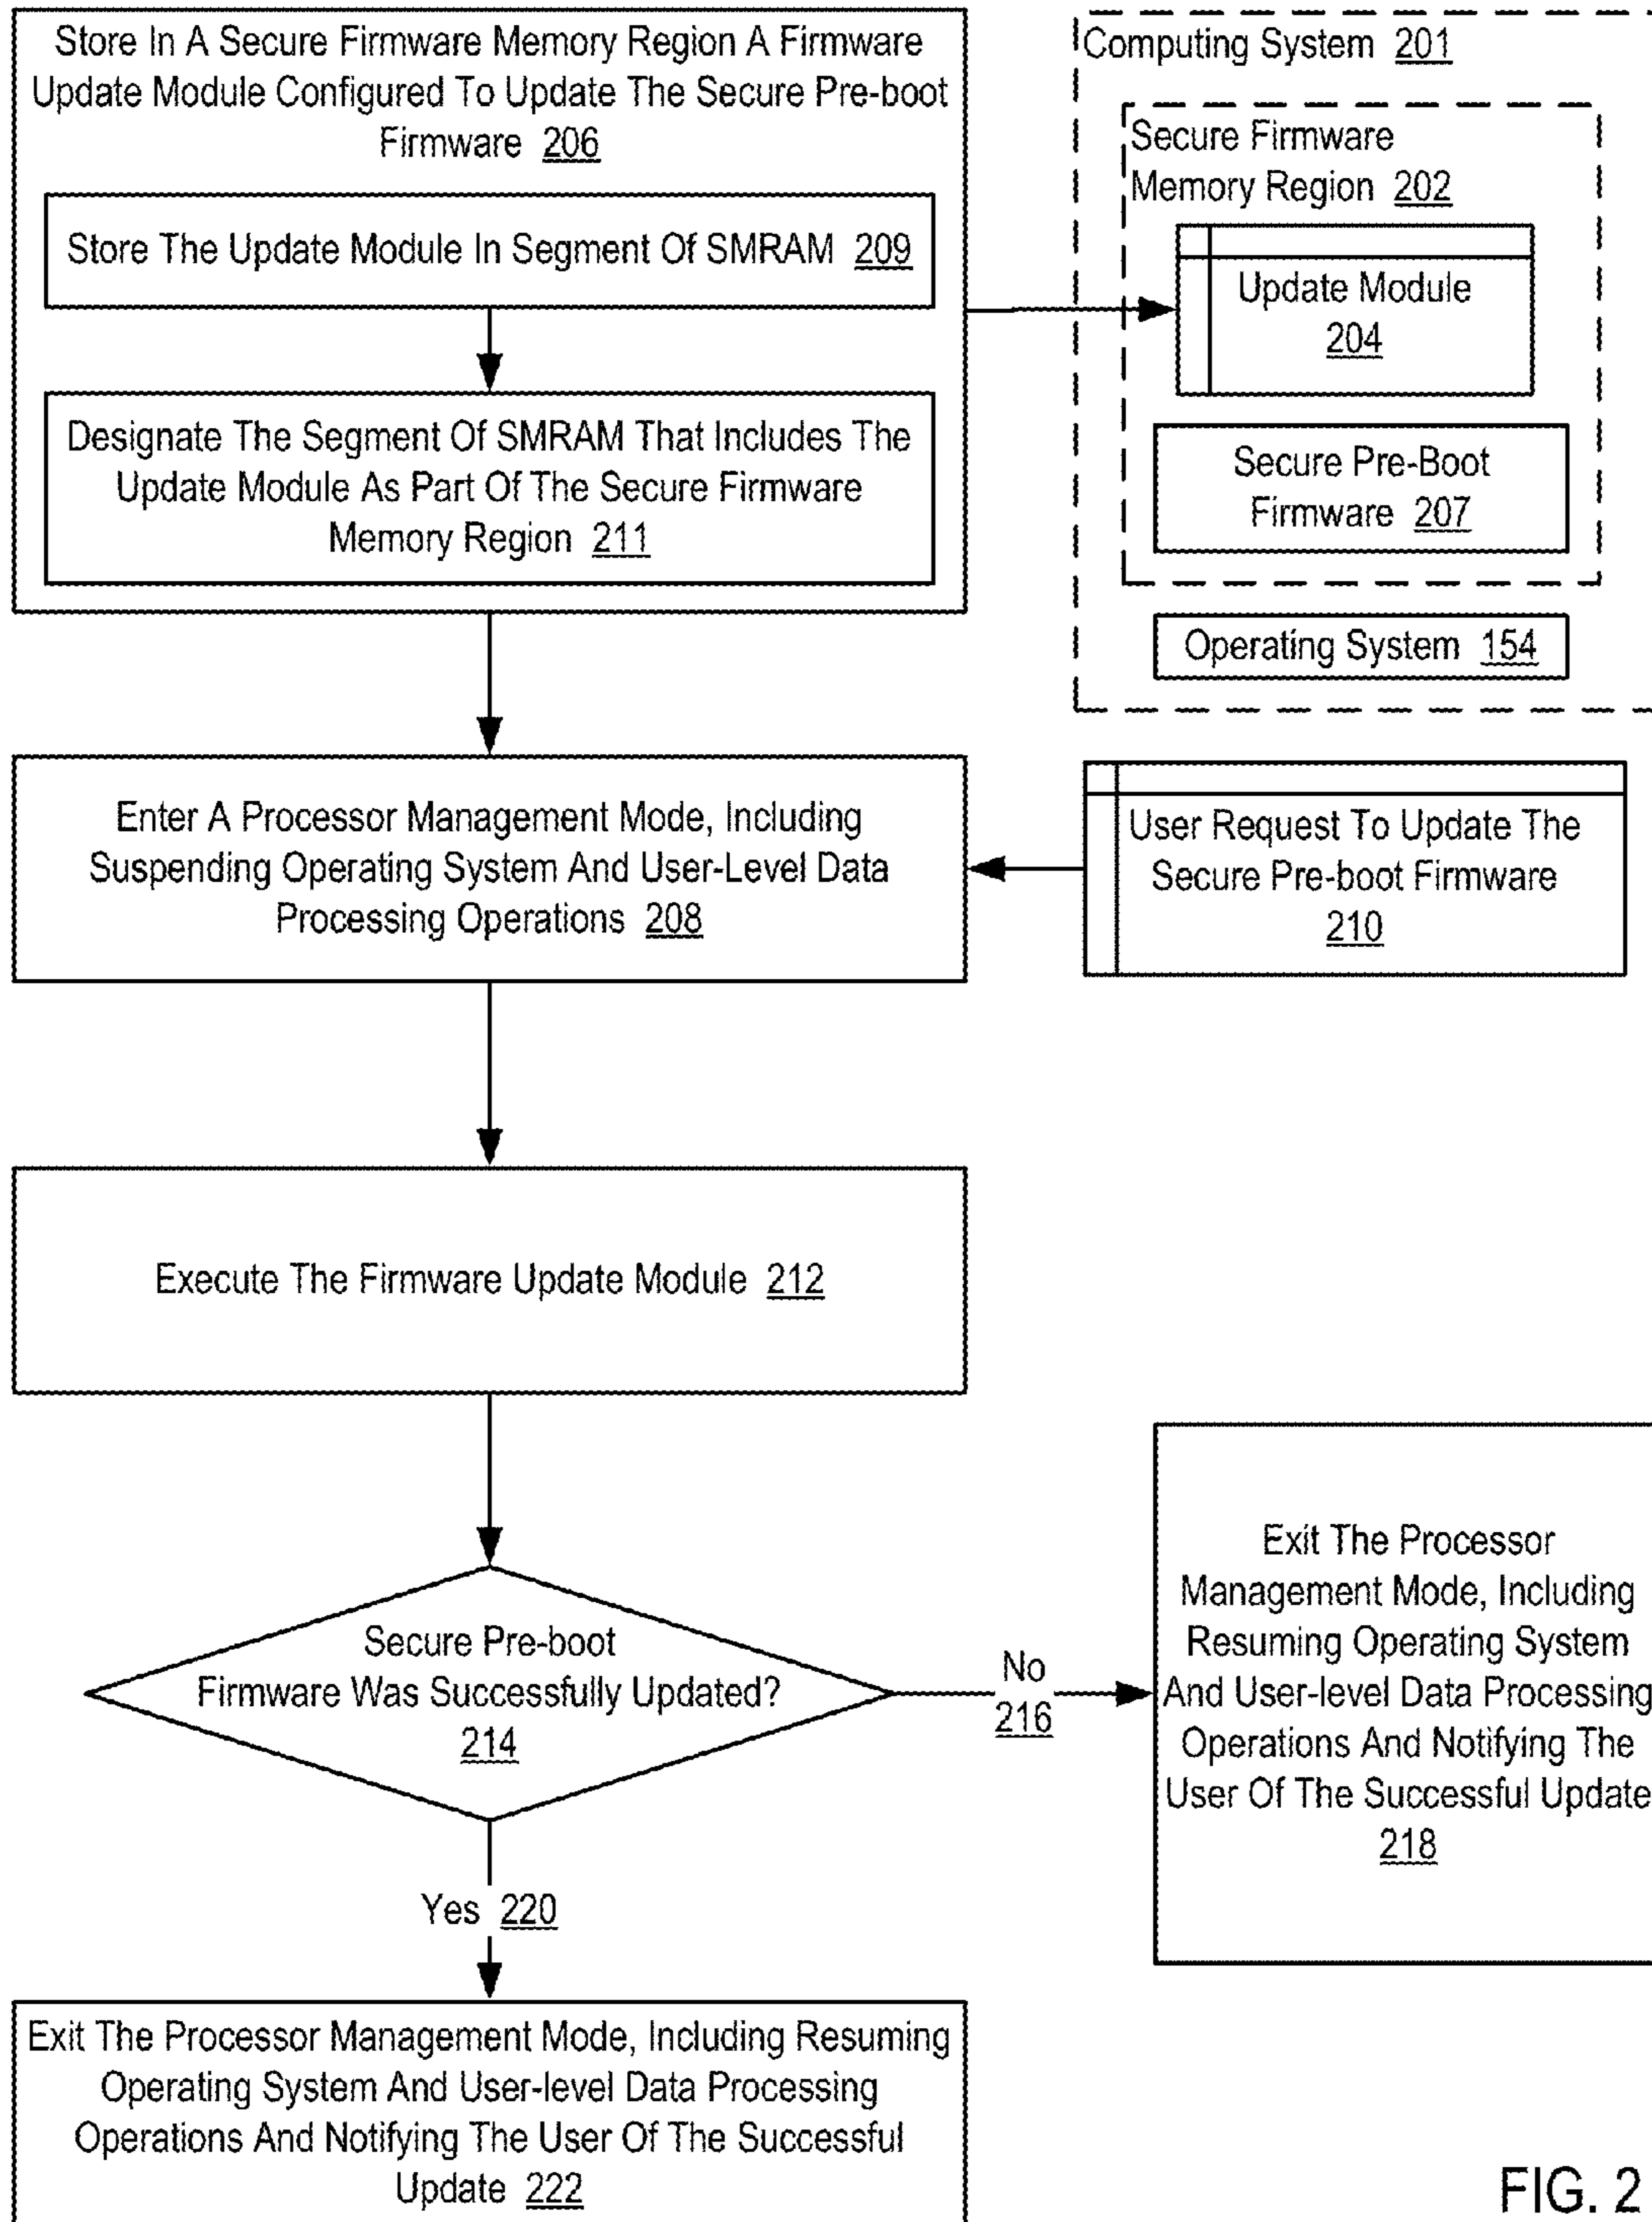 Store In A Secure Firmware Memory Region A Firmware
Update Module Configured To Update The Secure Pre-boot
Firmware 206
Store The Update Module In Segment Of SMRAM 209
Designate The Segment Of SMRAM That Includes The
Update Module As Part Of The Secure Firmware
Memory Region 211
Computing System 201
Secure Firmware
Memory Region 202
Update Module
204
Secure Pre-Boot
Firmware 207
Operating System 154
Enter A Processor Management Mode, Including
Suspending Operating System And User-Level Data
Processing Operations 208
User Request To Update The
Secure Pre-boot Firmware
210
Execute The Firmware Update Module 212
Secure Pre-boot
Firmware Was Successfully Updated?
214
No
216
Exit The Processor
Management Mode, Including
Resuming Operating System
And User-level Data Processing
Operations And Notifying The
User Of The Successful Update
218
Yes 220
Exit The Processor Management Mode, Including Resuming
Operating System And User-level Data Processing
Operations And Notifying The User Of The Successful
Update 222
FIG. 2